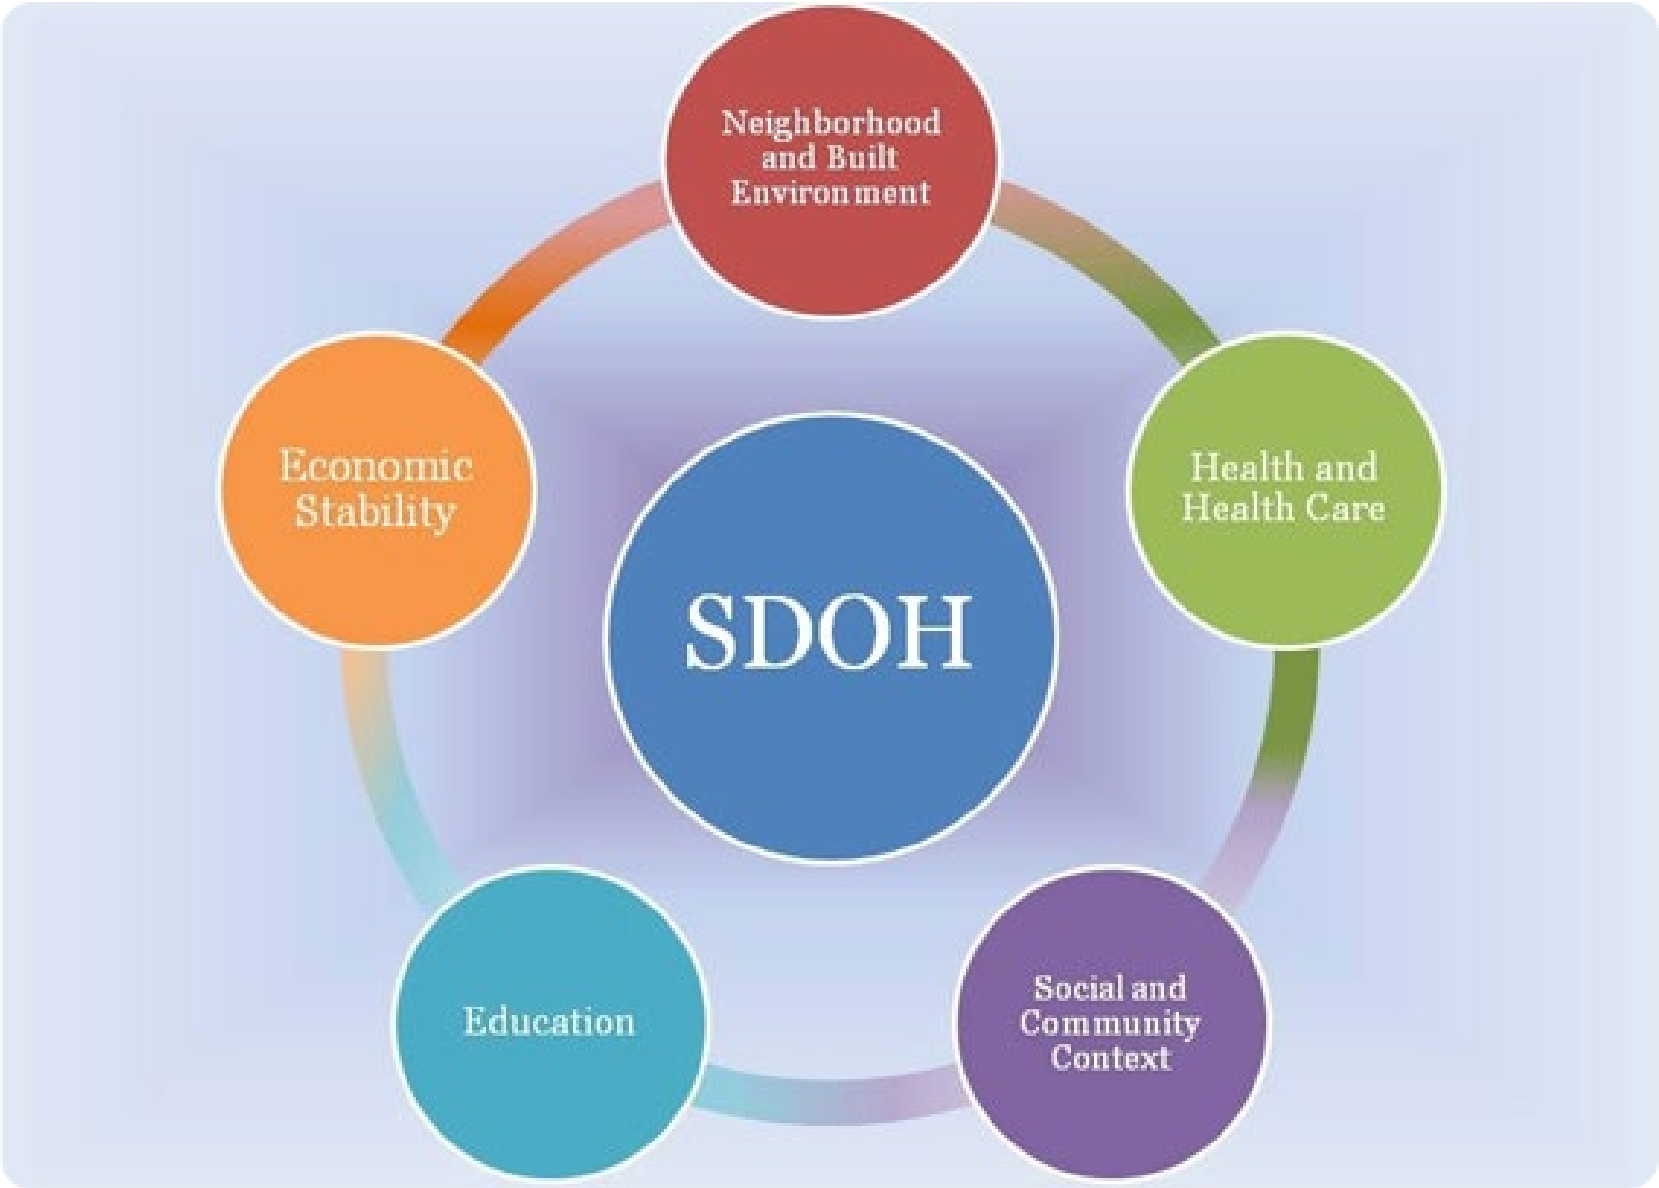 Neighborhood
and Built
Environment
Economic
Stability
Health and
Health Care
SDOH
Education
Social and
Community
Context